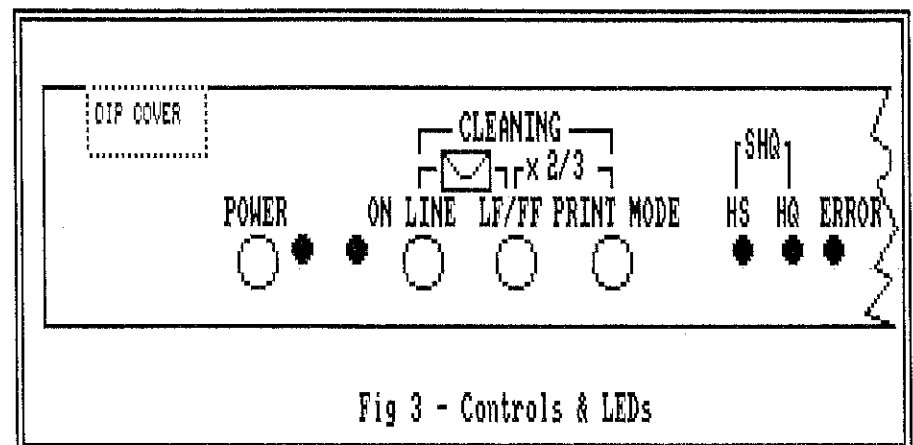 DIP COVER
CLEANING
x 2/3
SHQ
POWER ON LINE LF/FF PRINT MODE HS HQ ERROR
Fig 3 - Controls & LEDs